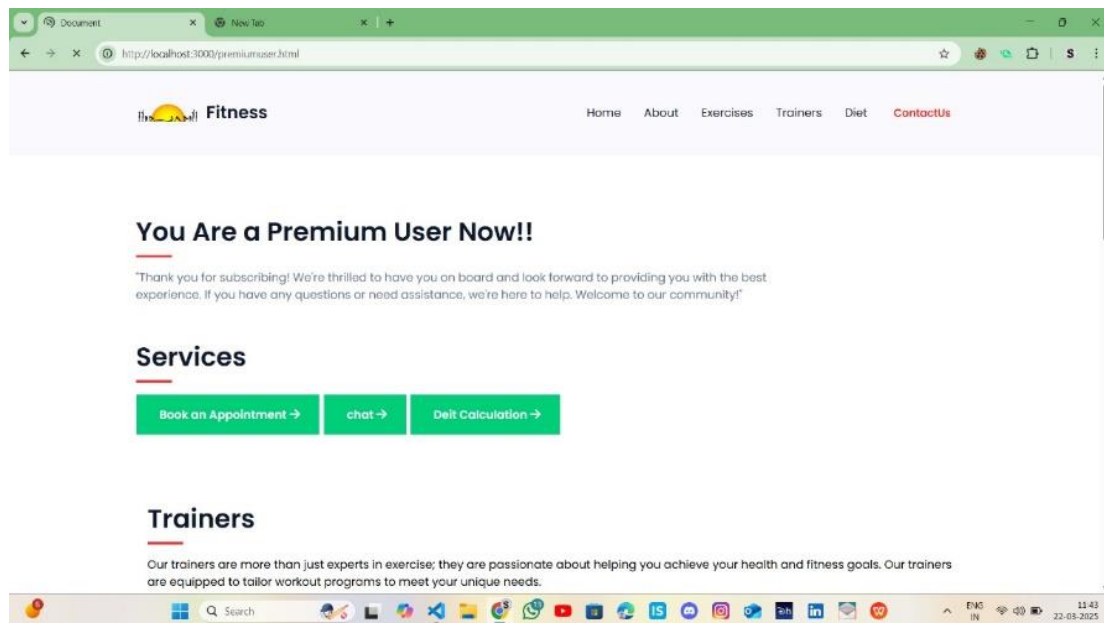 Document
New Tab
http://localhost:3000/premiumuser.html
S
Fitness
Home About Exercises Trainers Diet ContactUs
You Are a Premium User Now!!
"Thank you for subscribing! We're thrilled to have you on board and look forward to providing you with the best
experience. If you have any questions or need assistance, we're here to help. Welcome to our community!"
Services
Book an Appointment → chat → Deit Calculation →
Trainers
Our trainers are more than just experts in exercise; they are passionate about helping you achieve your health and fitness goals. Our trainers
are equipped to tailor workout programs to meet your unique needs.
Search
ENG
IN
11:43
22-03-2025